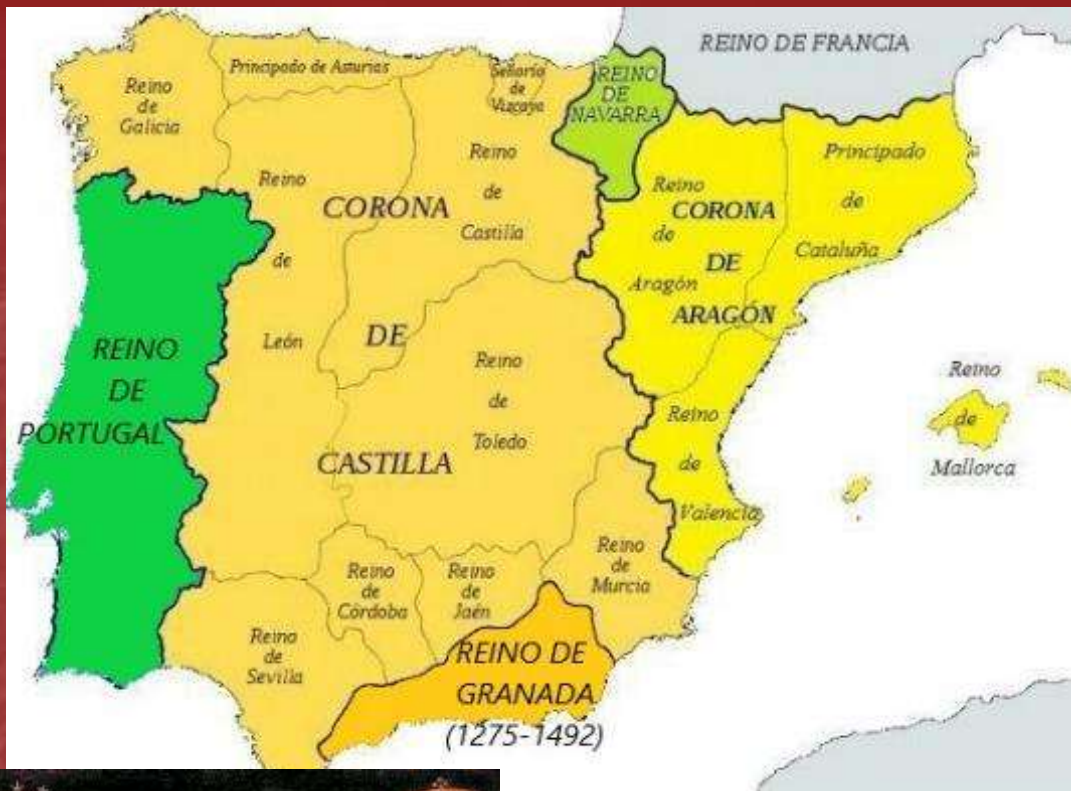 REINO DE FRANCIA
Principado de Asturias
Señorío
de
Vizcaya
REINO
DE
NAVARRA
Reino
de
Galicia
Reino
de
León
Reino
de
Castilla
CORONA
DE
CASTILLA
Reino
de
Aragón
CORONA
DE
ARAGÓN
Principado
de
Cataluña
REINO
DE
PORTUGAL
Reino
de
Toledo
Reino
de
Valencia
Reino
de
Mallorca
Reino
de
Murcia
Reino
de
Córdoba
Reino
de
Jaén
Reino
de
Sevilla
REINO DE
GRANADA
(1275-1492)